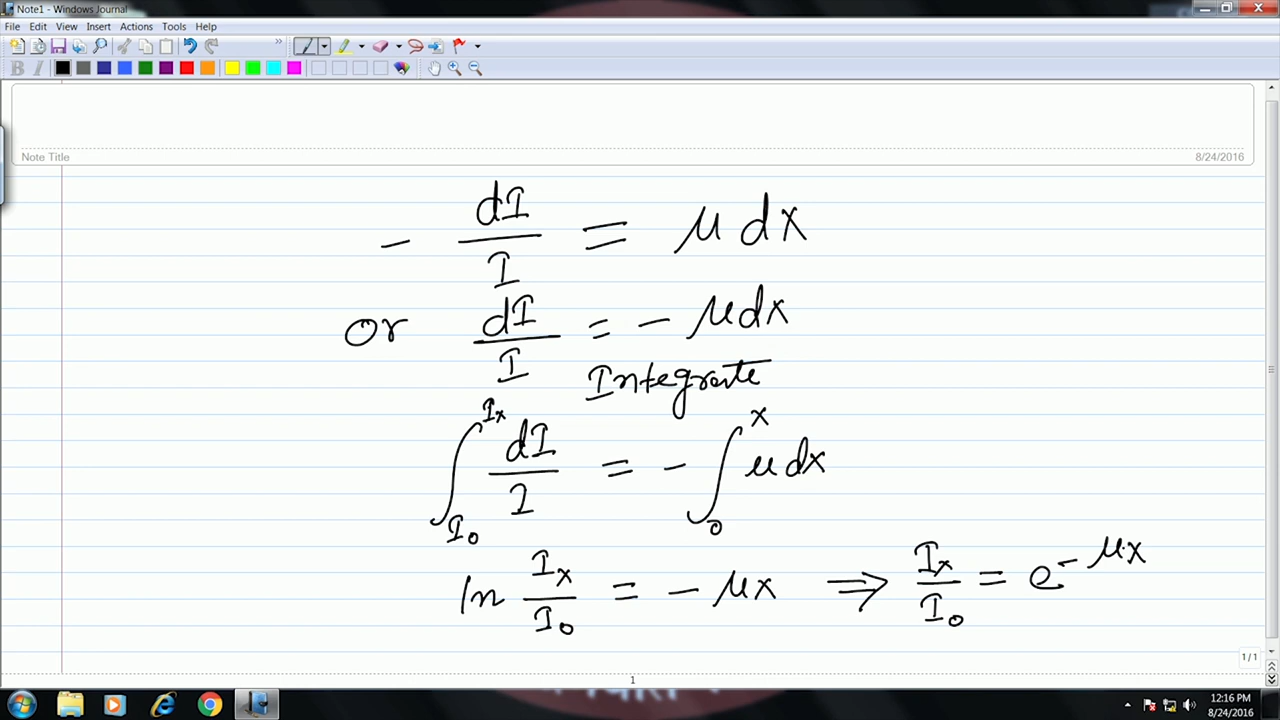 Note1 - Windows Journal
File Edit View Insert Actions Tools Help
Note Title
8/24/2016
- dI/I = μ dx
or dI/I = - μdx
Integrate
∫_{I₀}^{Iₓ} dI/I = - ∫_0^x μdx
ln Iₓ/I₀ = - μx ⇒ Iₓ/I₀ = e^{-μx}
1/1
1
12:16 PM
8/24/2016